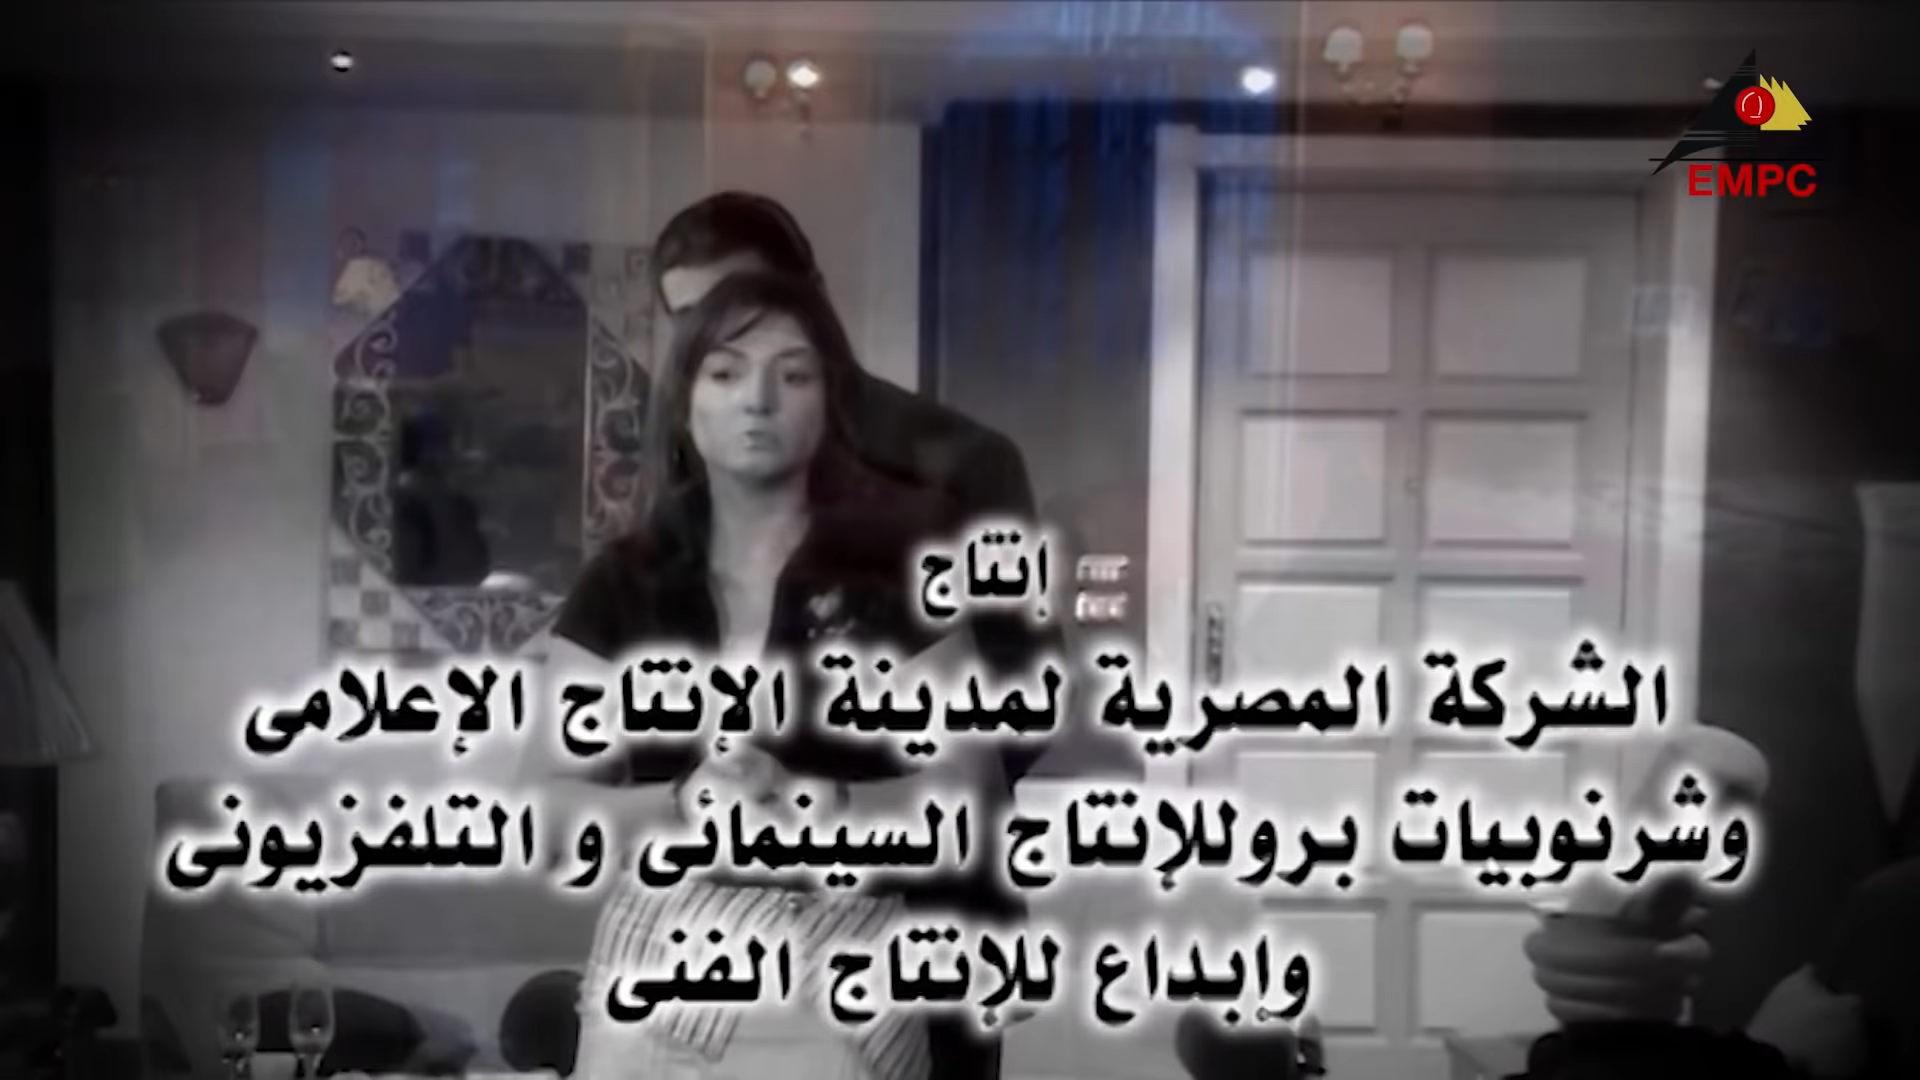 EMPC
إنتاج
الشركة المصرية لمدينة الإنتاج الإعلامى
وشرنوبيات بروللإنتاج السينمائى و التلفزيونى
وإبداع للإنتاج الفنى